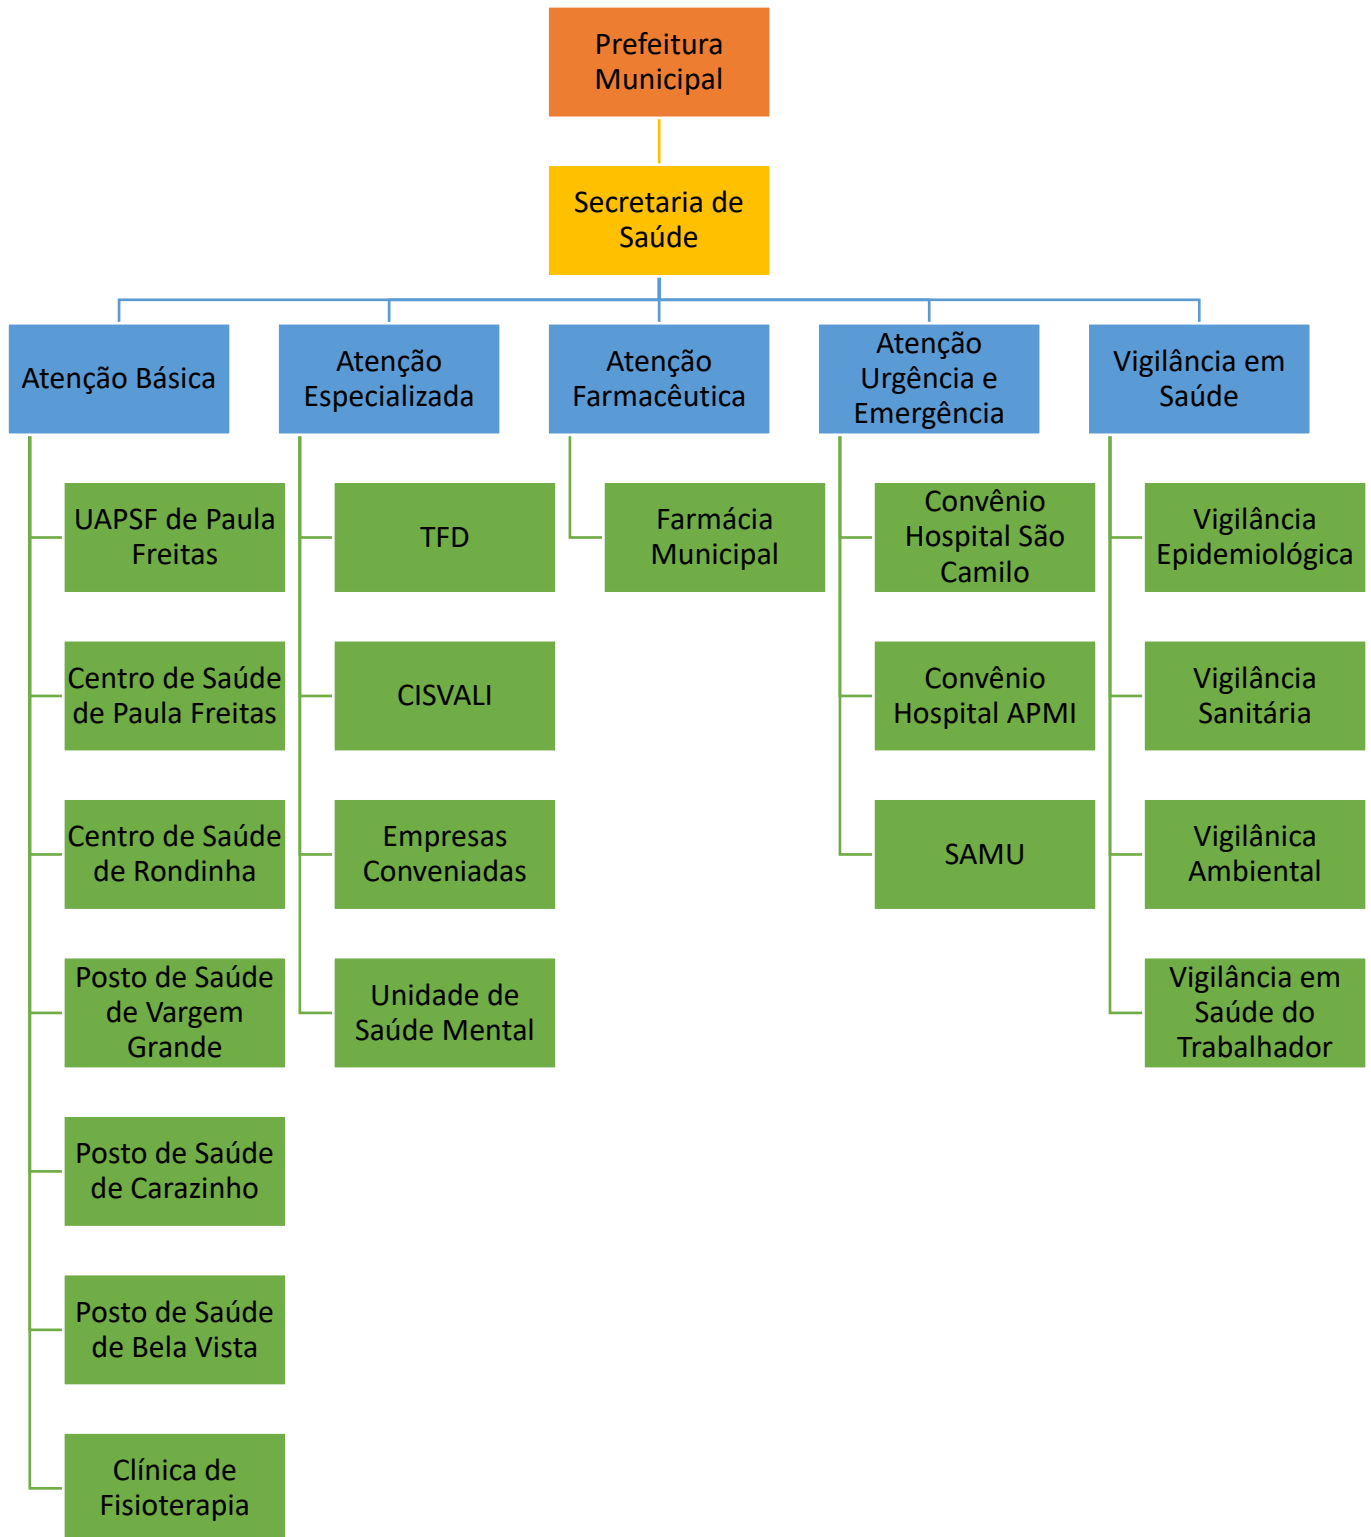 Prefeitura
Municipal
Secretaria de
Saúde
Atenção Básica
Atenção
Especializada
Atenção
Farmacêutica
Atenção
Urgência e
Emergência
Vigilância em
Saúde
UAPSF de Paula
Freitas
Centro de Saúde
de Paula Freitas
Centro de Saúde
de Rondinha
Posto de Saúde
de Vargem
Grande
Posto de Saúde
de Carazinho
Posto de Saúde
de Bela Vista
Clínica de
Fisioterapia
TFD
CISVALI
Empresas
Conveniadas
Unidade de
Saúde Mental
Farmácia
Municipal
Convênio
Hospital São
Camilo
Convênio
Hospital APMI
SAMU
Vigilância
Epidemiológica
Vigilância
Sanitária
Vigilânica
Ambiental
Vigilância em
Saúde do
Trabalhador